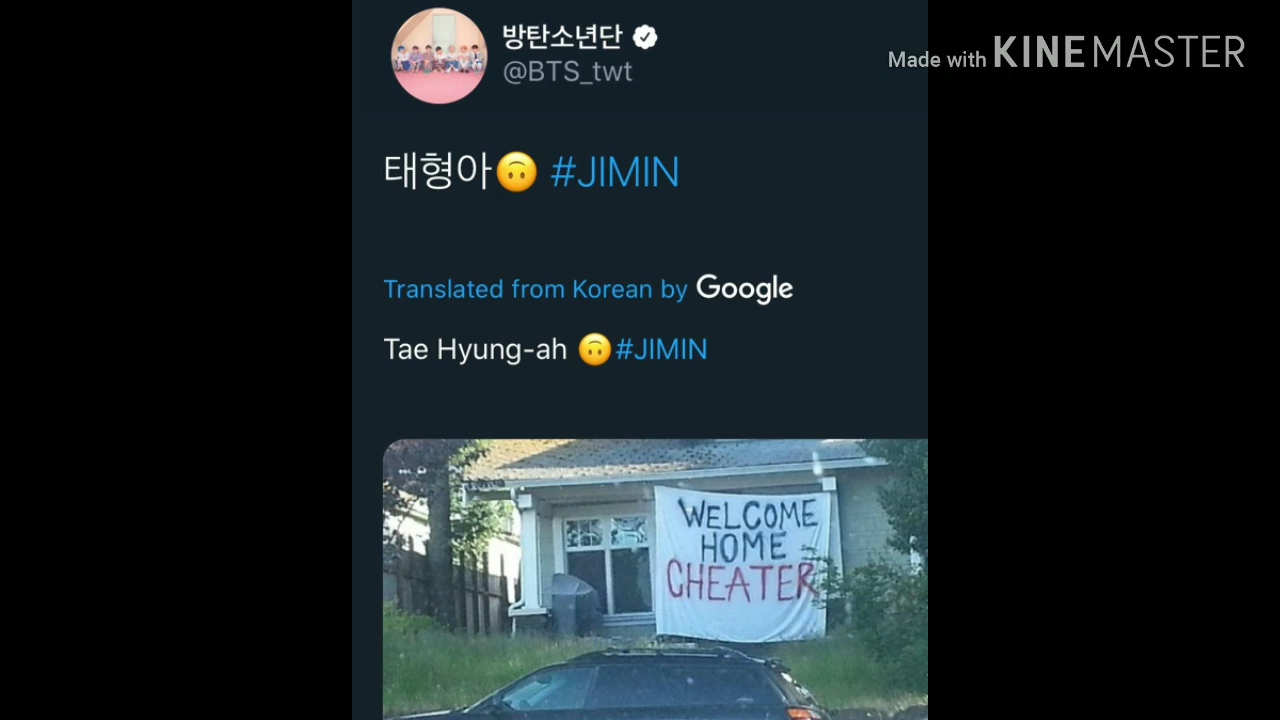 방탄소년단
@BTS_twt
Made with KINEMASTER
태형아🙃 #JIMIN
Translated from Korean by Google
Tae Hyung-ah 🙃#JIMIN
WELCOME
HOME
CHEATER